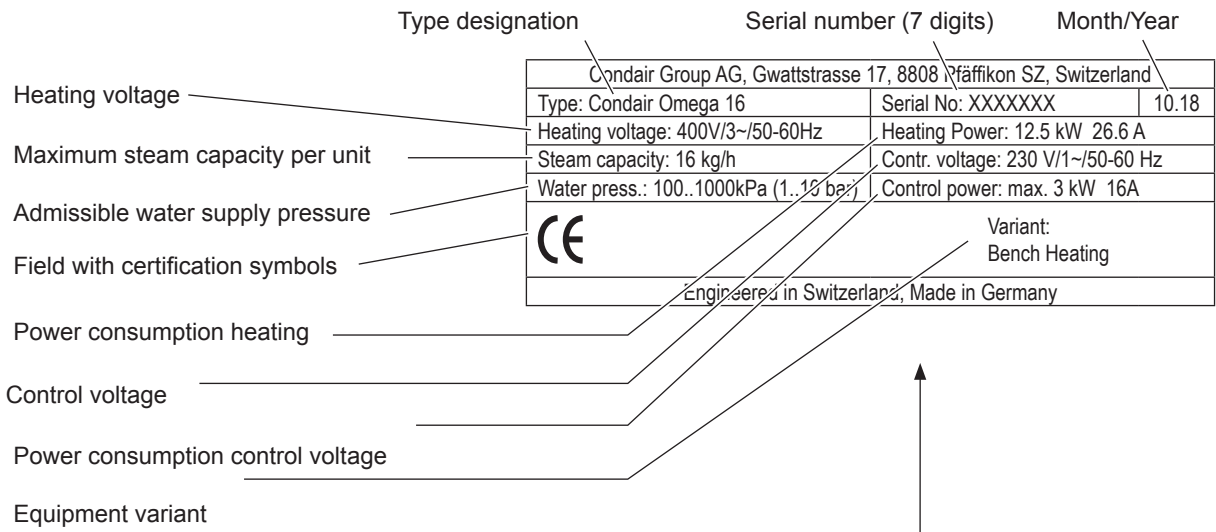 Type designation Serial number (7 digits) Month/Year
Condair Group AG, Gwattstrasse 17, 8808 Pfäffikon SZ, Switzerland
Heating voltage
Type: Condair Omega 16 Serial No: XXXXXXX 10.18
Heating voltage: 400V/3~/50-60Hz Heating Power: 12.5 kW 26.6 A
Maximum steam capacity per unit
Steam capacity: 16 kg/h Contr. voltage: 230 V/1~/50-60 Hz
Water press.: 100..1000kPa (1..10 bar) Control power: max. 3 kW 16A
Admissible water supply pressure
CE
Variant:
Bench Heating
Field with certification symbols
Engineered in Switzerland, Made in Germany
Power consumption heating
Control voltage
Power consumption control voltage
Equipment variant